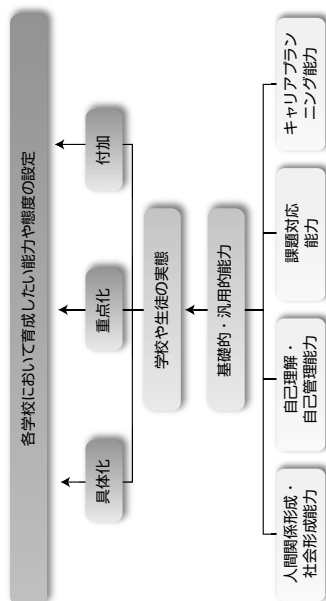 各学校において育成したい能力や態度の設定
具体化
重点化
付加
学校や生徒の実態
基礎的・汎用的能力
人間関係形成・
社会形成能力
自己理解・
自己管理能力
課題対応
能力
キャリアプラン
ニング能力